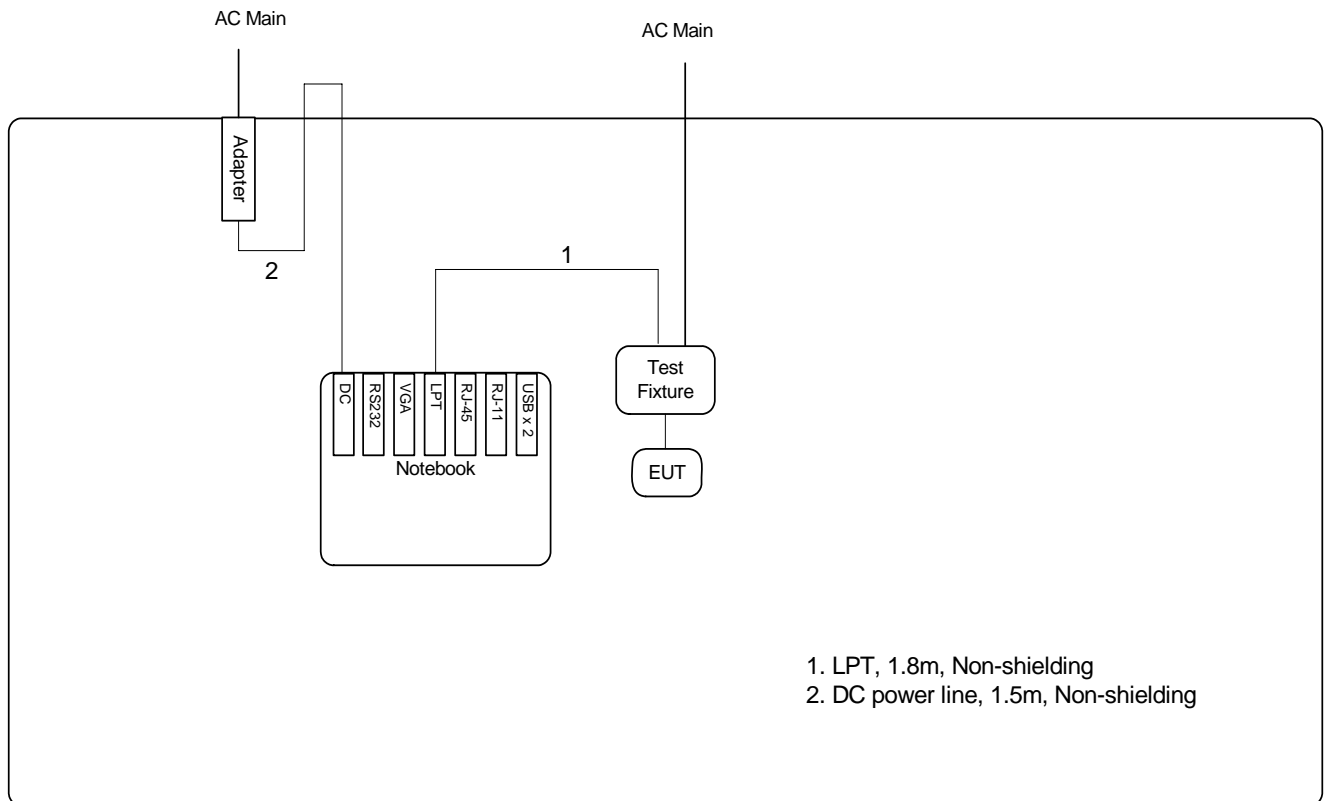 AC Main
AC Main
Adapter
2
1
DC
RS232
VGA
LPT
RJ-45
RJ-11
USB x 2
Notebook
Test
Fixture
EUT
1. LPT, 1.8m, Non-shielding
2. DC power line, 1.5m, Non-shielding